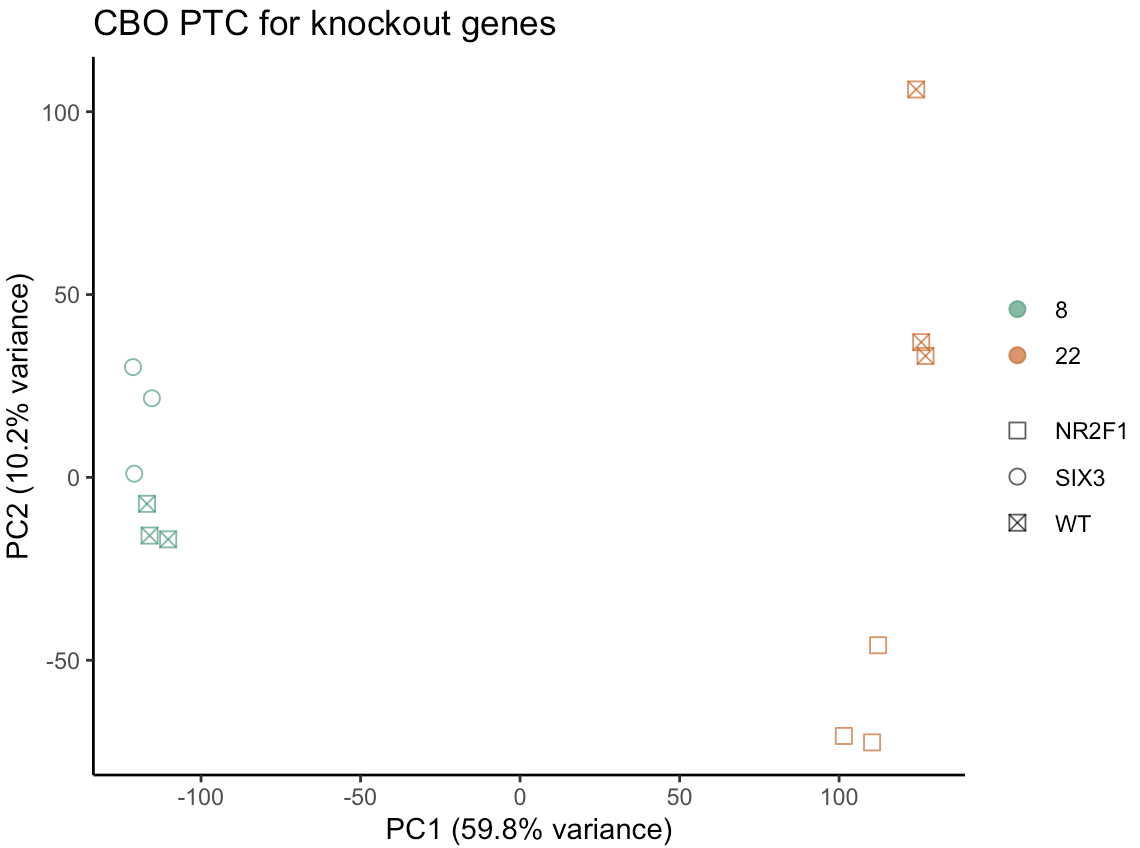 CBO PTC for knockout genes
PC2 (10.2% variance)
100
50
0
-50
-100
-50
0
50
100
PC1 (59.8% variance)
8
22
NR2F1
SIX3
WT